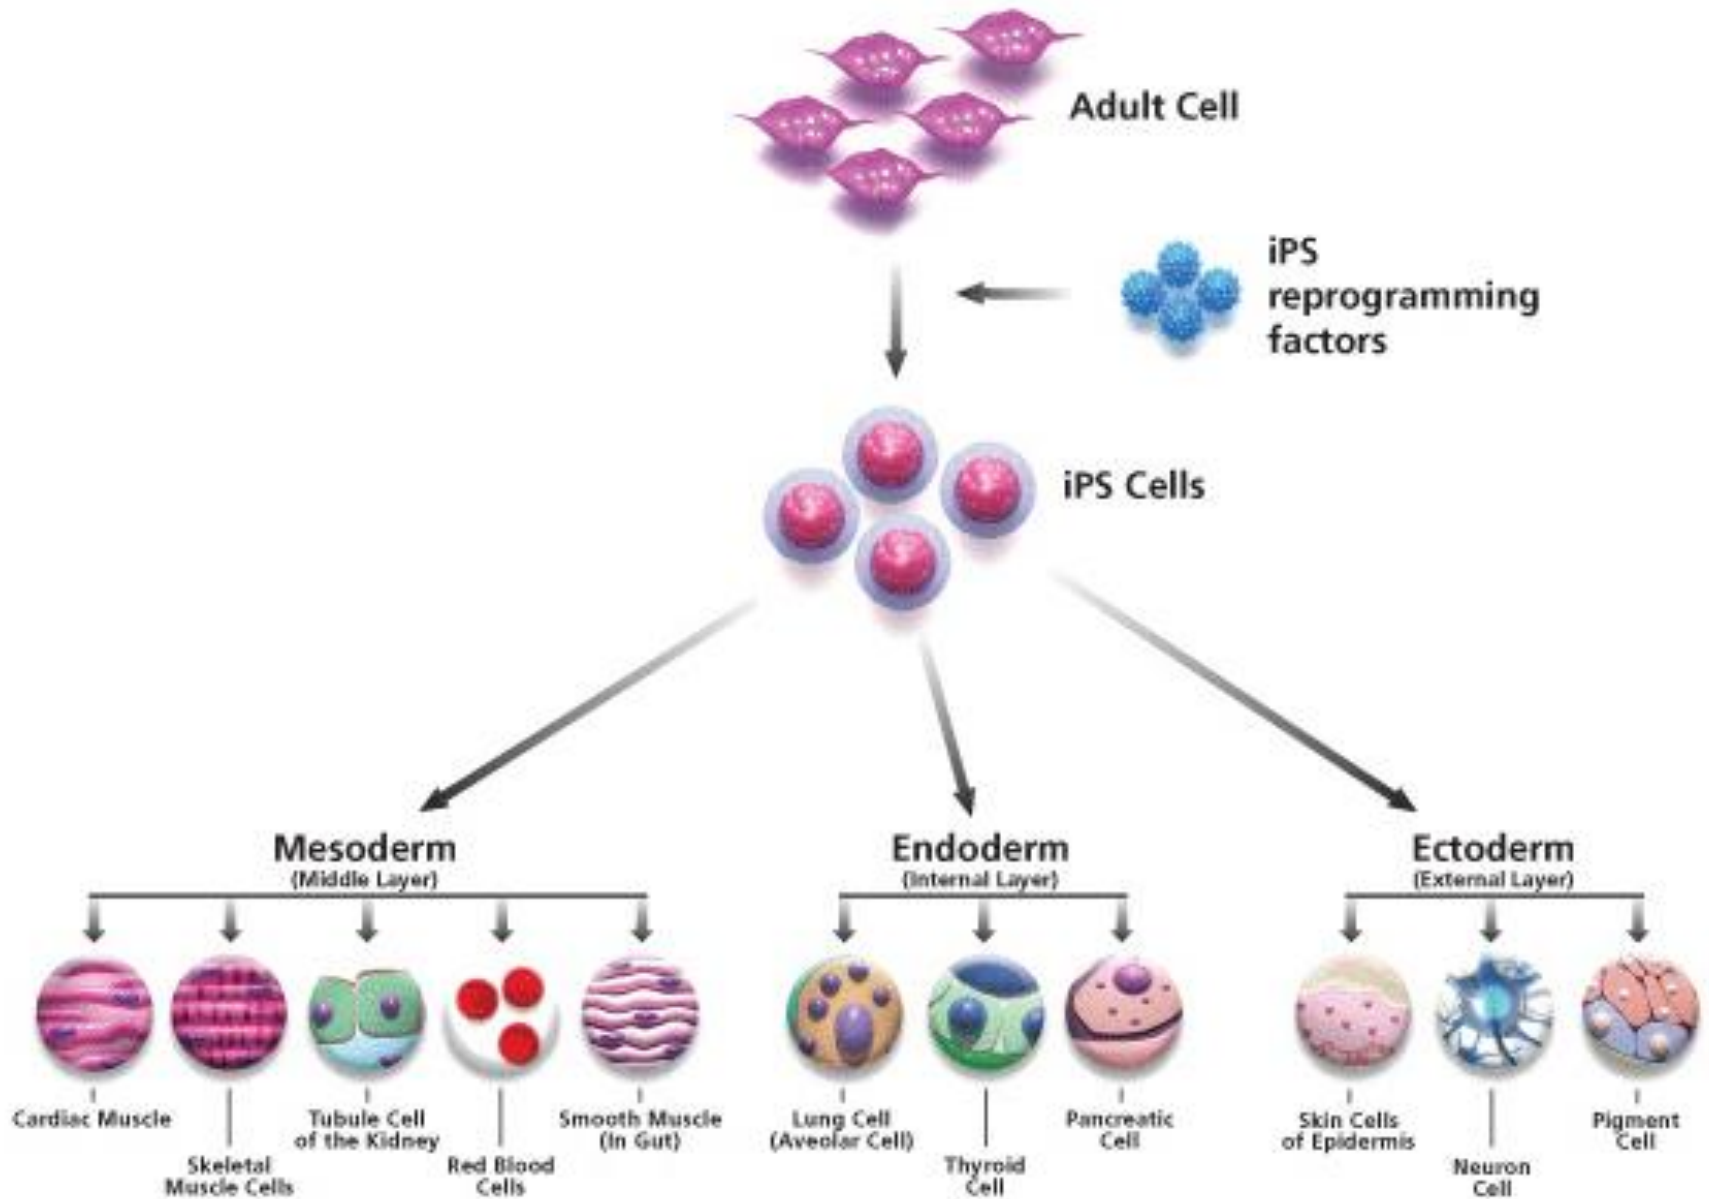 Adult Cell
iPS
reprogramming
factors
iPS Cells
Mesoderm
(Middle Layer)
Endoderm
(Internal Layer)
Ectoderm
(External Layer)
Cardiac Muscle
Skeletal
Muscle Cells
Tubule Cell
of the Kidney
Red Blood
Cells
Smooth Muscle
(In Gut)
Lung Cell
(Aveolar Cell)
Thyroid
Cell
Pancreatic
Cell
Skin Cells
of Epidermis
Neuron
Cell
Pigment
Cell